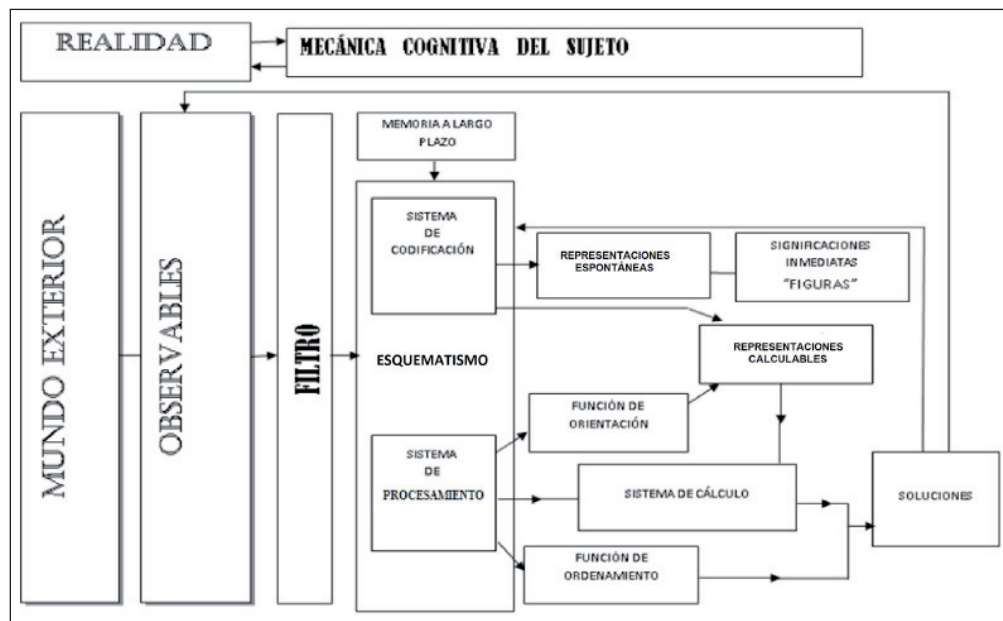 REALIDAD
MECÁNICA COGNITIVA DEL SUJETO
MUNDO EXTERIOR
OBSERVABLES
FILTRO
MEMORIA A LARGO
PLAZO
SISTEMA
DE
CODIFICACIÓN
REPRESENTACIONES
ESPONTÁNEAS
SIGNIFICACIONES
INMEDIATAS
"FIGURAS"
ESQUEMATISMO
REPRESENTACIONES
CALCULABLES
FUNCIÓN DE
ORIENTACIÓN
SISTEMA
DE
PROCESAMIENTO
SISTEMA DE CÁLCULO
SOLUCIONES
FUNCIÓN DE
ORDENAMIENTO